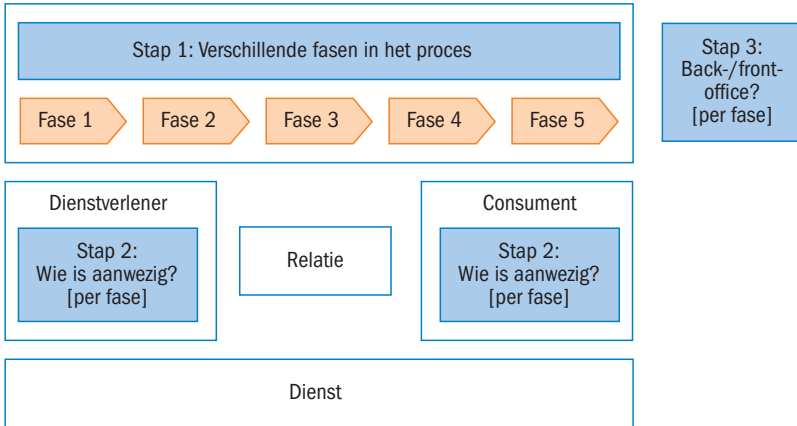 Stap 1: Verschillende fasen in het proces
Fase 1
Fase 2
Fase 3
Fase 4
Fase 5
Stap 3:
Back-/front-
office?
[per fase]
Dienstverlener
Stap 2:
Wie is aanwezig?
[per fase]
Relatie
Consument
Stap 2:
Wie is aanwezig?
[per fase]
Dienst